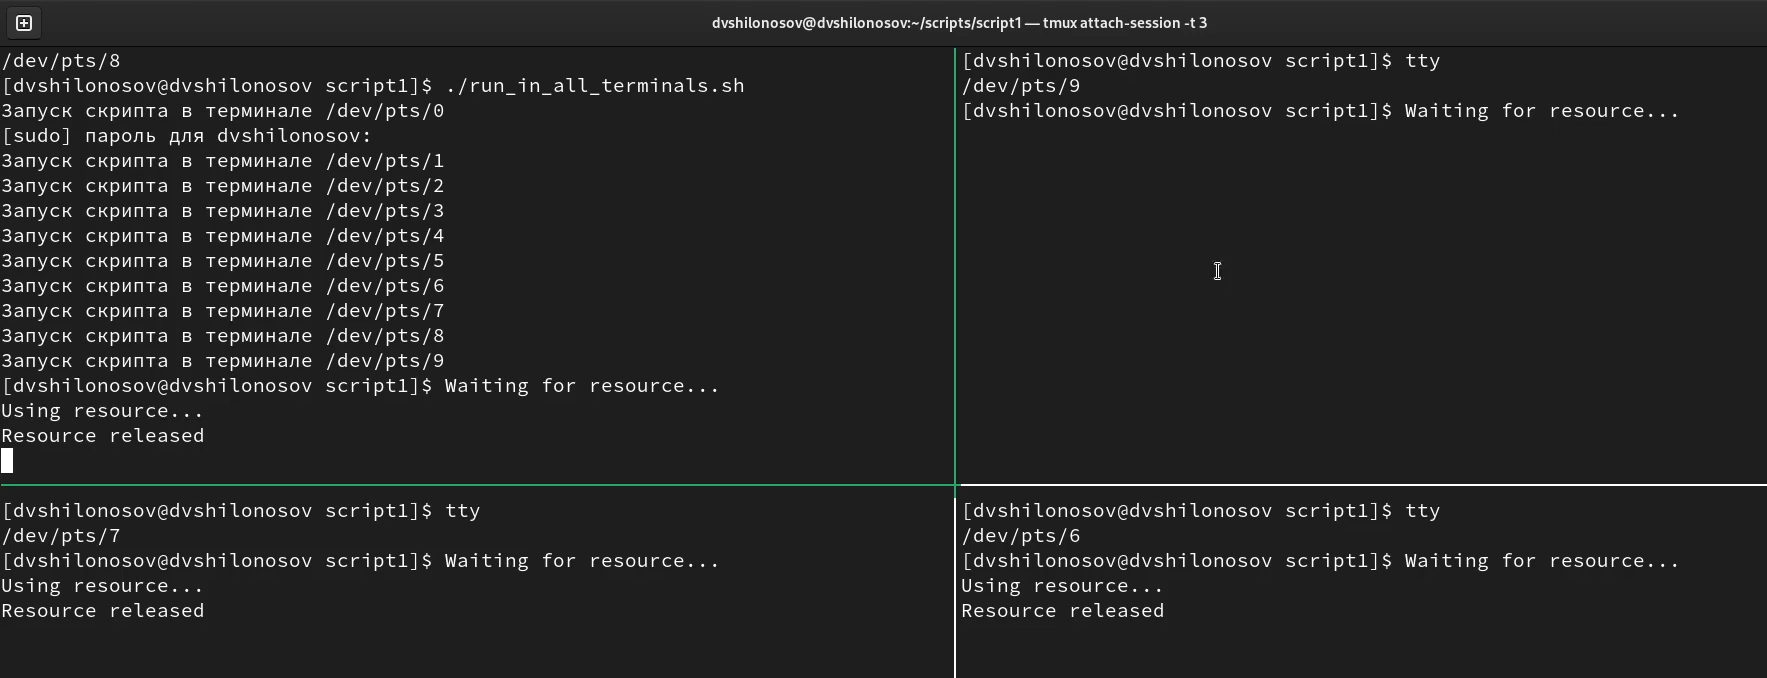 dvshilonosov@dvshilonosov:~/scripts/script1 — tmux attach-session -t 3
/dev/pts/8
[dvshilonosov@dvshilonosov script1]$ ./run_in_all_terminals.sh
Запуск скрипта в терминале /dev/pts/0
[sudo] пароль для dvshilonosov:
Запуск скрипта в терминале /dev/pts/1
Запуск скрипта в терминале /dev/pts/2
Запуск скрипта в терминале /dev/pts/3
Запуск скрипта в терминале /dev/pts/4
Запуск скрипта в терминале /dev/pts/5
Запуск скрипта в терминале /dev/pts/6
Запуск скрипта в терминале /dev/pts/7
Запуск скрипта в терминале /dev/pts/8
Запуск скрипта в терминале /dev/pts/9
[dvshilonosov@dvshilonosov script1]$ Waiting for resource...
Using resource...
Resource released
[dvshilonosov@dvshilonosov script1]$ tty
/dev/pts/9
[dvshilonosov@dvshilonosov script1]$ Waiting for resource...
[dvshilonosov@dvshilonosov script1]$ tty
/dev/pts/7
[dvshilonosov@dvshilonosov script1]$ Waiting for resource...
Using resource...
Resource released
[dvshilonosov@dvshilonosov script1]$ tty
/dev/pts/6
[dvshilonosov@dvshilonosov script1]$ Waiting for resource...
Using resource...
Resource released